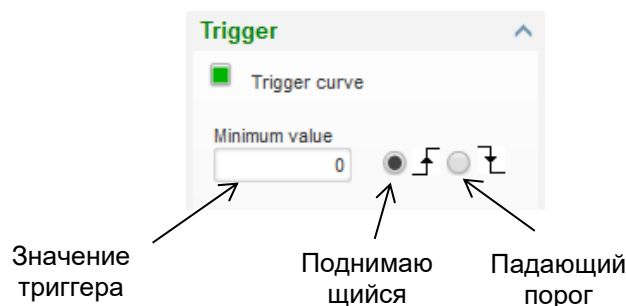 Trigger
Trigger curve
Minimum value
0
Значение
триггера
Поднимаю
щийся
Падающий
порог